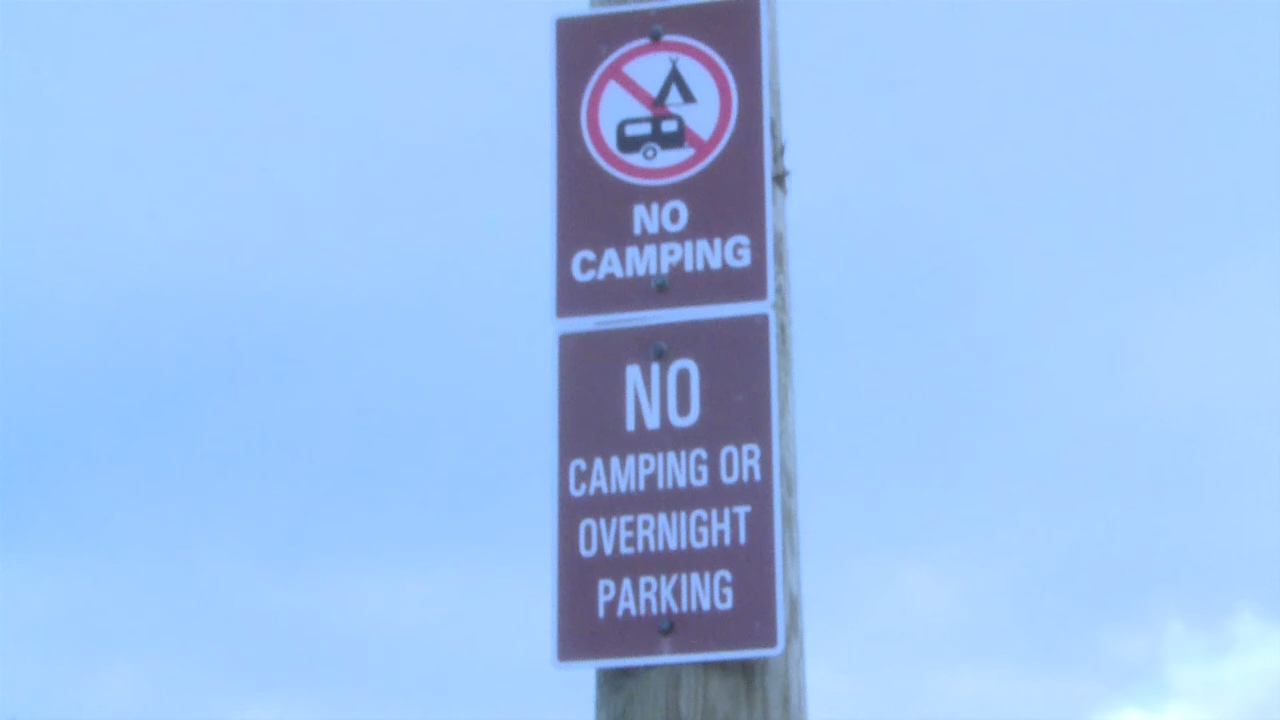 NO
CAMPING
NO
CAMPING OR
OVERNIGHT
PARKING